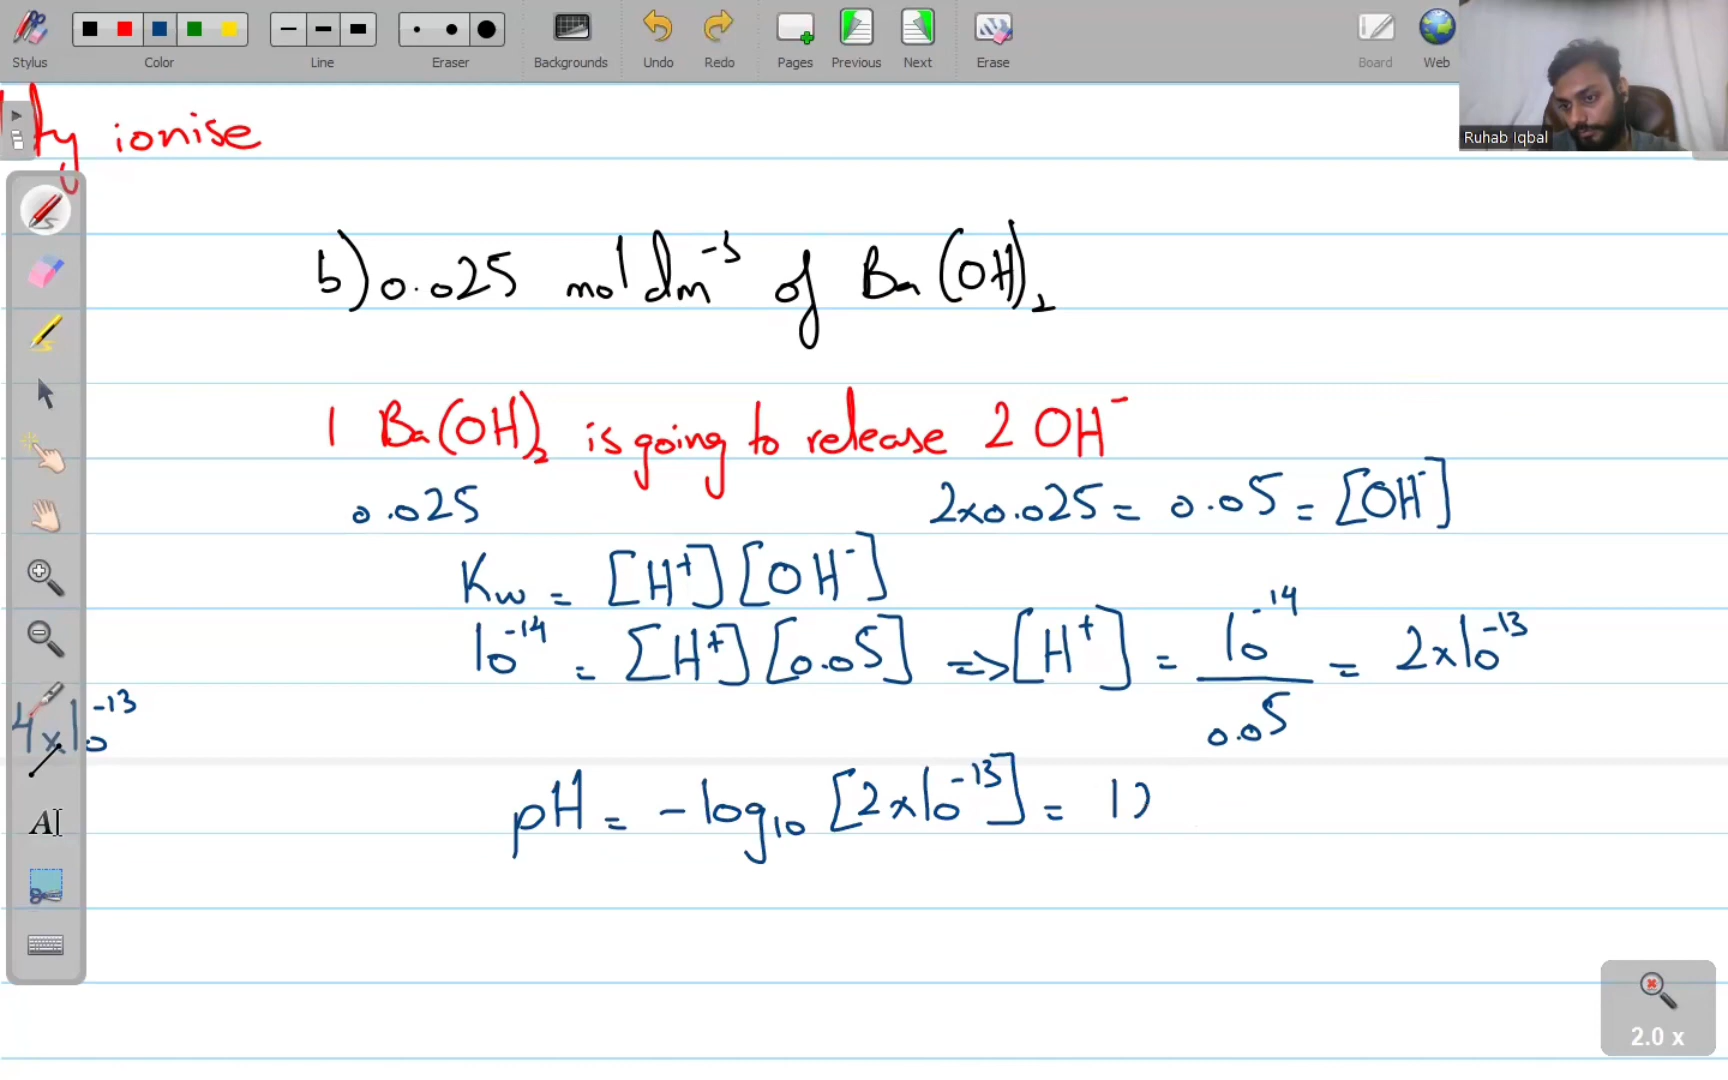 Stylus Color Line Eraser Backgrounds Undo Redo Pages Previous Next Erase Board Web
Ruhab Iqbal
ly ionise
b) 0.025 mol dm⁻³ of Ba(OH)₂
1 Ba(OH)₂ is going to release 2 OH⁻
0.025 2×0.025 = 0.05 = [OH⁻]
Kw = [H⁺][OH⁻]
10⁻¹⁴ = [H⁺][0.05] => [H⁺] = 10⁻¹⁴ / 0.05 = 2×10⁻¹³
4×10⁻¹³
pH = -log₁₀ [2×10⁻¹³] = 12
AI
2.0 x